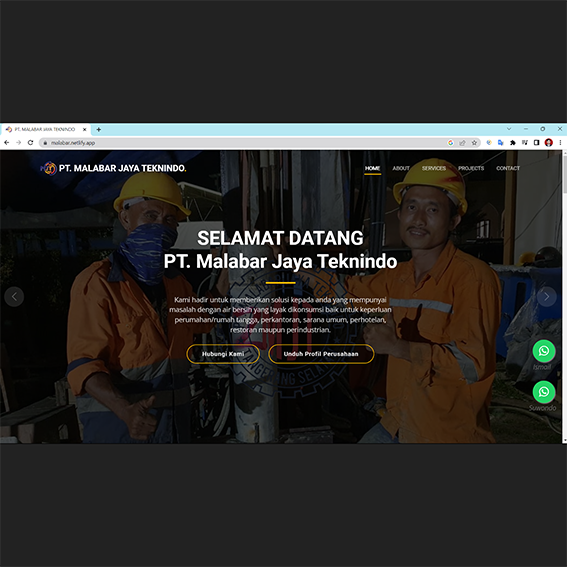 PT. MALABAR JAYA TEKNINDO
malabar.netlify.app
PT. MALABAR JAYA TEKNINDO.
HOME ABOUT SERVICES PROJECTS CONTACT
SELAMAT DATANG
PT. Malabar Jaya Teknindo
Kami hadir untuk memberikan solusi kepada anda yang mempunyai
masalah dengan air bersih yang layak dikonsumsi baik untuk keperluan
perumahan/rumah tangga, perkantoran, sarana umum, perhotelan,
restoran maupun perindustrian.
Hubungi Kami Unduh Profil Perusahaan
Ismail
Suwondo